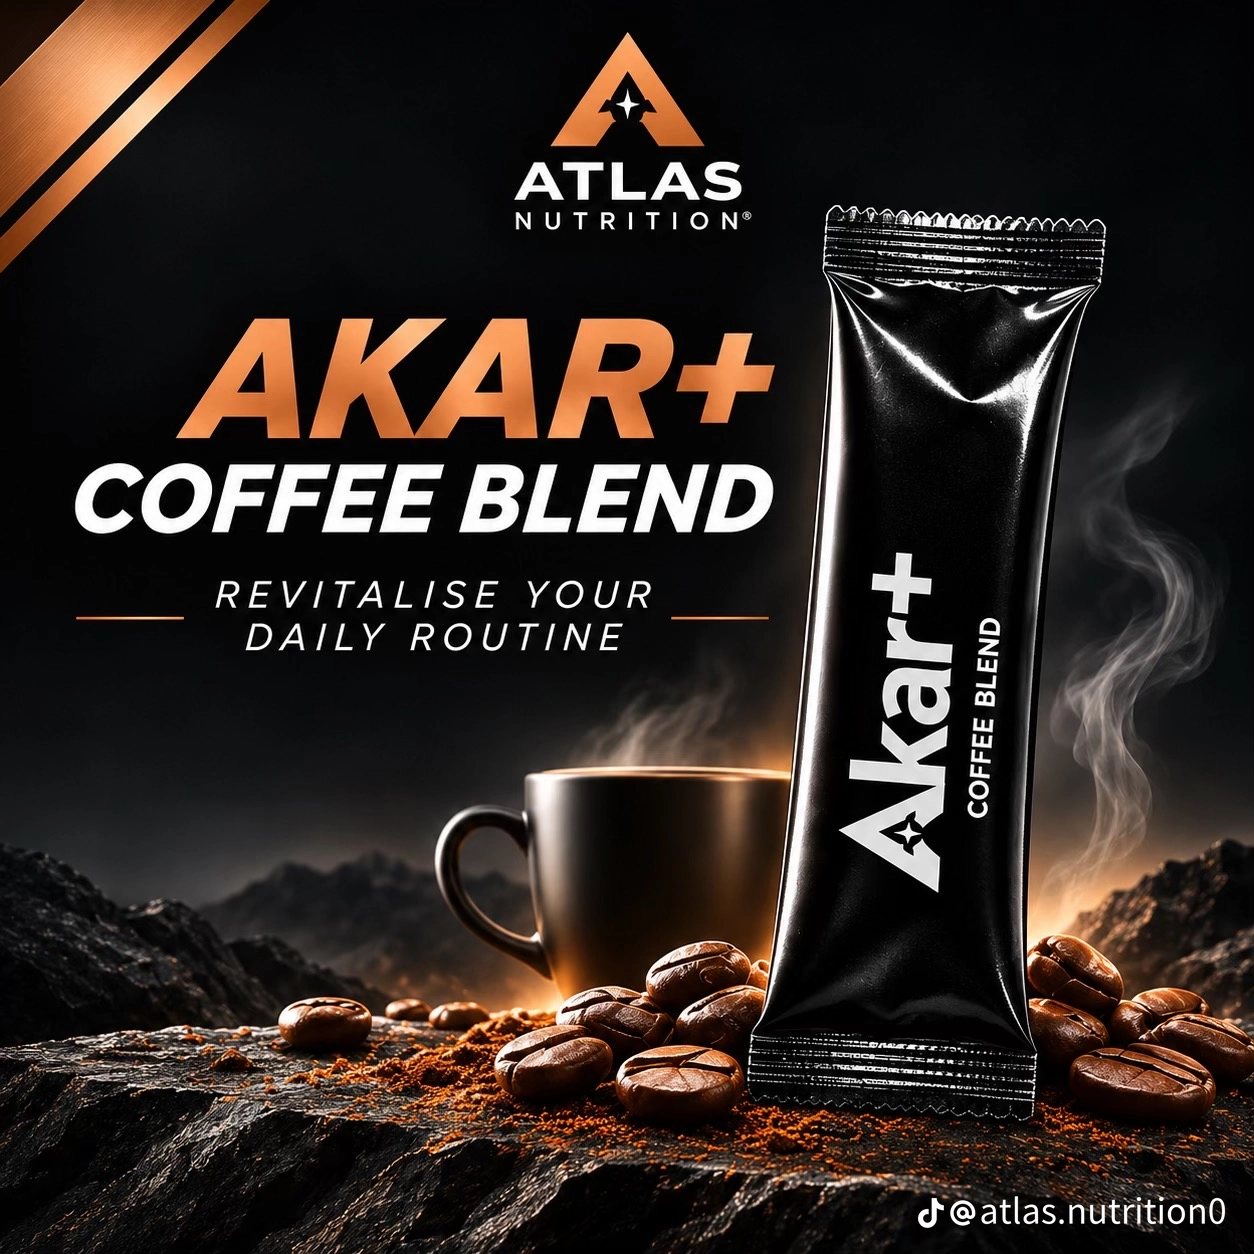 ATLAS
NUTRITION®
AKAR+
COFFEE BLEND
REVITALISE YOUR
DAILY ROUTINE
Akar+
COFFEE BLEND
@atlas.nutrition0